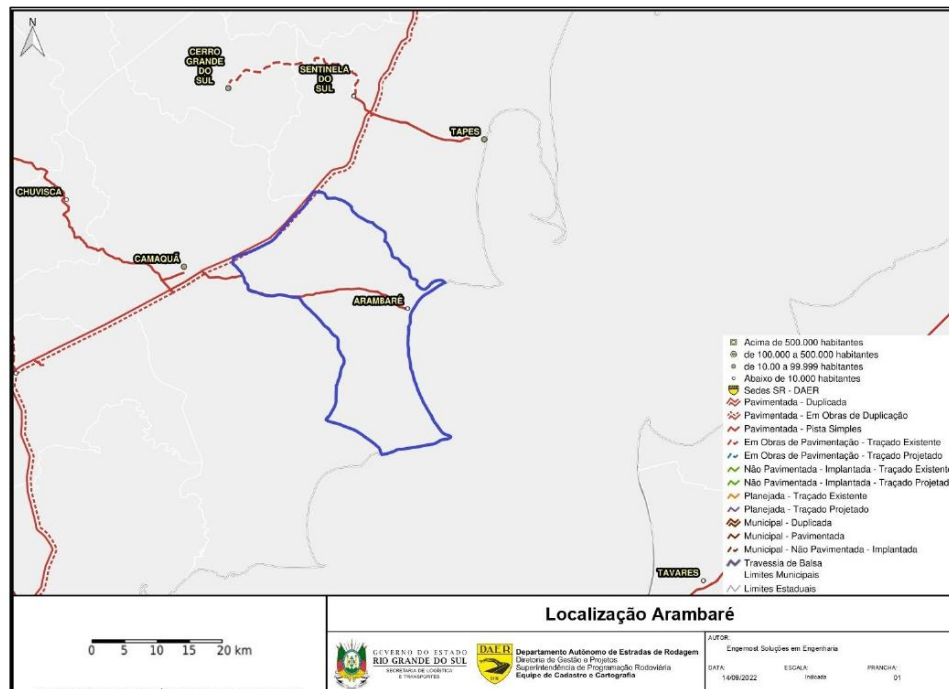 N
CERRO
GRANDE
DO
SUL
SENTINELA
DO
SUL
TAPES
CHUVISCA
CAMAQUÃ
ARAMBARÉ
TAVARES
Acima de 500.000 habitantes
de 100.000 a 500.000 habitantes
de 10.00 a 99.999 habitantes
Abaixo de 10.000 habitantes
Sedes SR - DAER
Pavimentada - Duplicada
Pavimentada - Em Obras de Duplicação
Pavimentada - Pista Simples
Em Obras de Pavimentação - Traçado Existente
Em Obras de Pavimentação - Traçado Projetado
Não Pavimentada - Implantada - Traçado Existente
Não Pavimentada - Implantada - Traçado Projetad
Planejada - Traçado Existente
Planejada - Traçado Projetado
Municipal - Duplicada
Municipal - Pavimentada
Municipal - Não Pavimentada - Implantada
Travessia de Balsa
Limites Municipais
Limites Estaduais
0 5 10 15 20 km
Localização Arambaré
GOVERNO DO ESTADO
RIO GRANDE DO SUL
SECRETARIA DE LOGÍSTICA
E TRANSPORTES
DAER
Departamento Autônomo de Estradas de Rodagem
Diretoria de Gestão e Projetos
Superintendência de Programação Rodoviária
Equipe de Cadastro e Cartografia
AUTOR:
Engemost Soluções em Engenharia
DATA: ESCALA: PRANCHA:
14/09/2022 Indicada 01